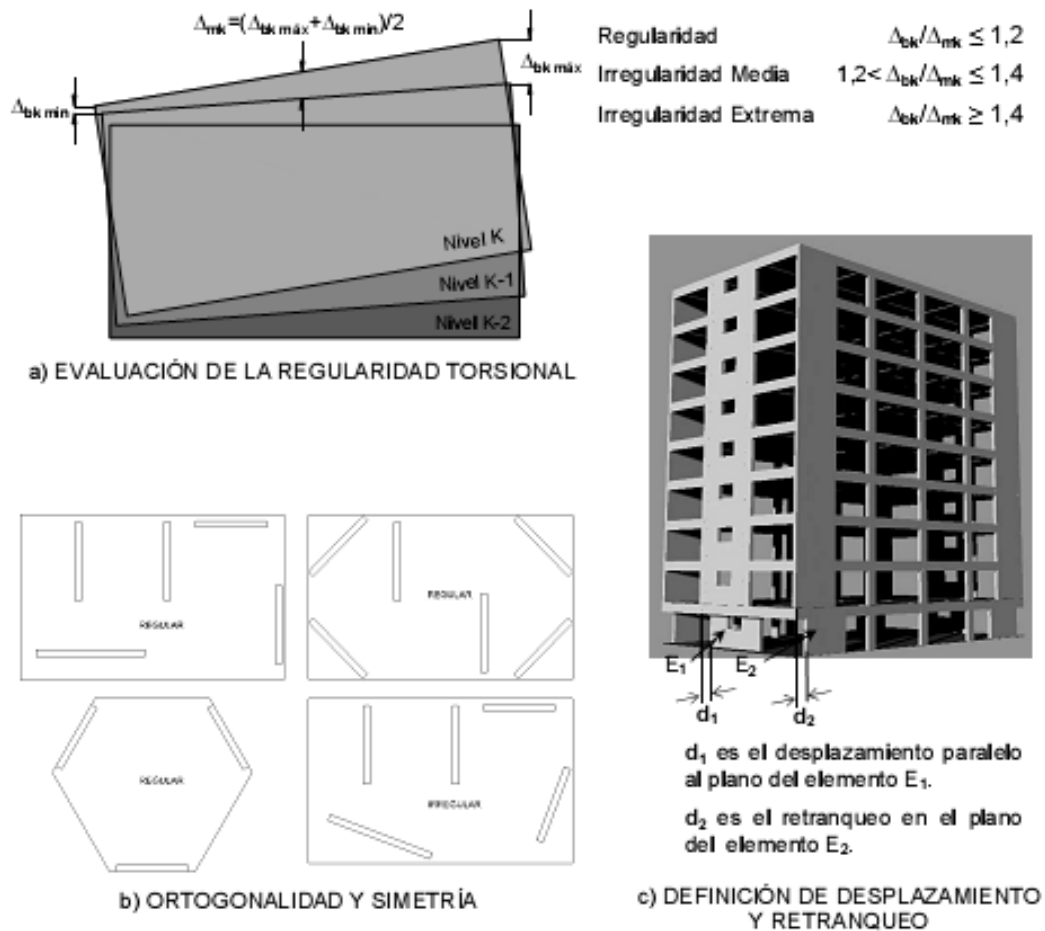 Δmk=(Δbk máx+Δbk min)/2
Δbk máx
Δbk min
Nivel K
Nivel K-1
Nivel K-2
a) EVALUACIÓN DE LA REGULARIDAD TORSIONAL
Regularidad Δbk/Δmk ≤ 1,2
Irregularidad Media 1,2< Δbk/Δmk ≤ 1,4
Irregularidad Extrema Δbk/Δmk ≥ 1,4
REGULAR
REGULAR
REGULAR
IRREGULAR
b) ORTOGONALIDAD Y SIMETRÍA
E₁ E₂
d₁ d₂
d₁ es el desplazamiento paralelo
al plano del elemento E₁.
d₂ es el retranqueo en el plano
del elemento E₂.
c) DEFINICIÓN DE DESPLAZAMIENTO
Y RETRANQUEO